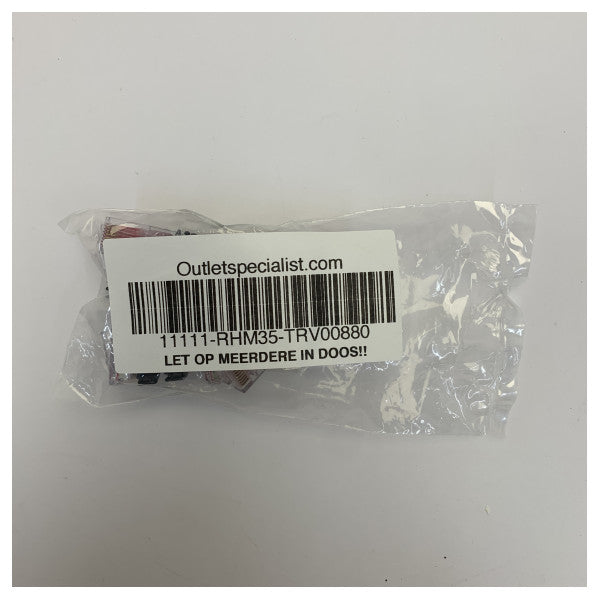 Outletspecialist.com
11111-RHM35-TRV00880
LET OP MEERDERE IN DOOS!!